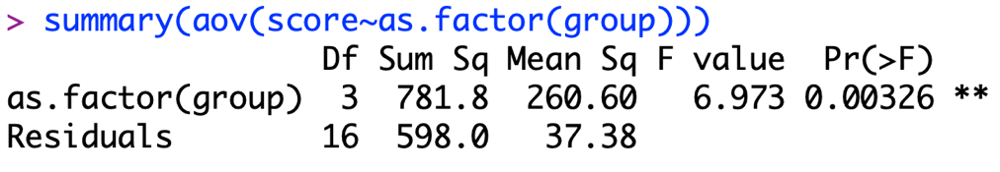 > summary(aov(score~as.factor(group)))
Df Sum Sq Mean Sq F value Pr(>F)
as.factor(group) 3 781.8 260.60 6.973 0.00326 **
Residuals 16 598.0 37.38